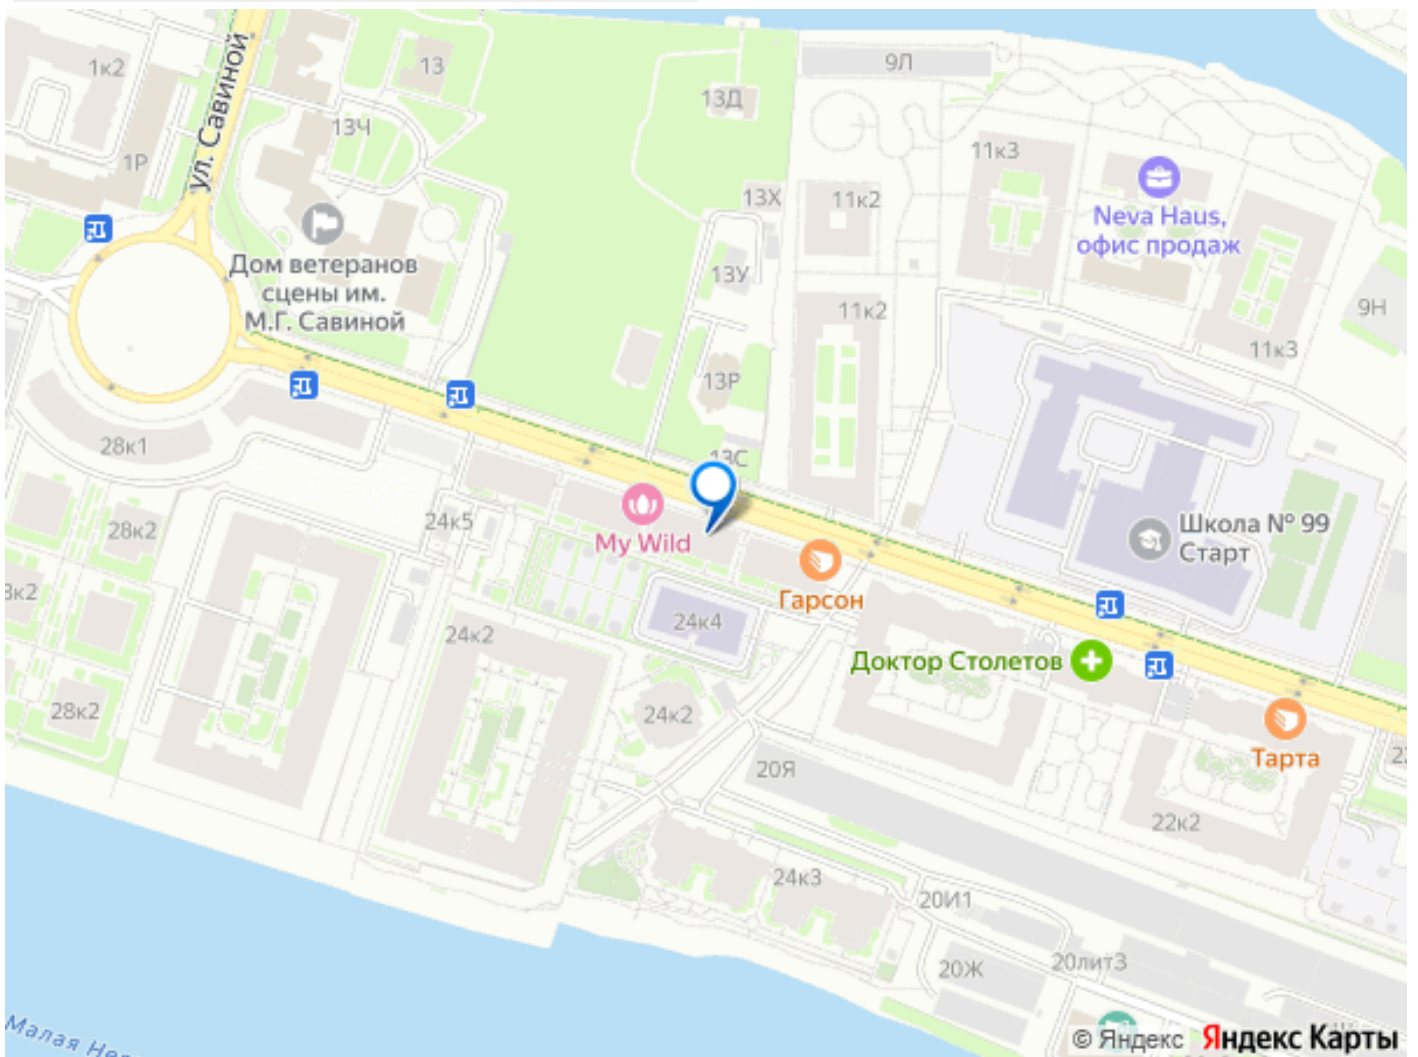 1к2
ул. Савиной
13
13Ч
1Р
13Д
9Л
11к3
13Х
11к2
Neva Haus,
офис продаж
Дом ветеранов
сцены им.
М.Г. Савиной
13У
11к2
9Н
11к3
13Р
28к1
13С
28к2
24к5
My Wild
Школа № 99
Старт
Гарсон
24к4
24к2
Доктор Столетов
28к2
24к2
20Я
Тарта
22к2
24к3
20И1
20Ж
20литЗ
Малая
© Яндекс Яндекс Карты